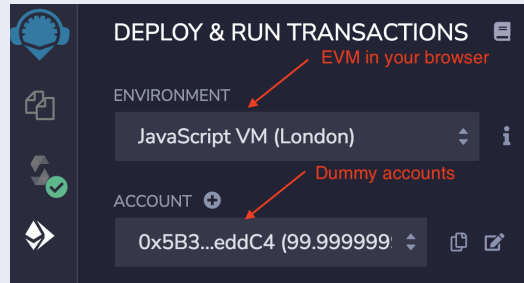 DEPLOY & RUN TRANSACTIONS
EVM in your browser
ENVIRONMENT
JavaScript VM (London)
Dummy accounts
ACCOUNT
0x5B3...eddC4 (99.999999